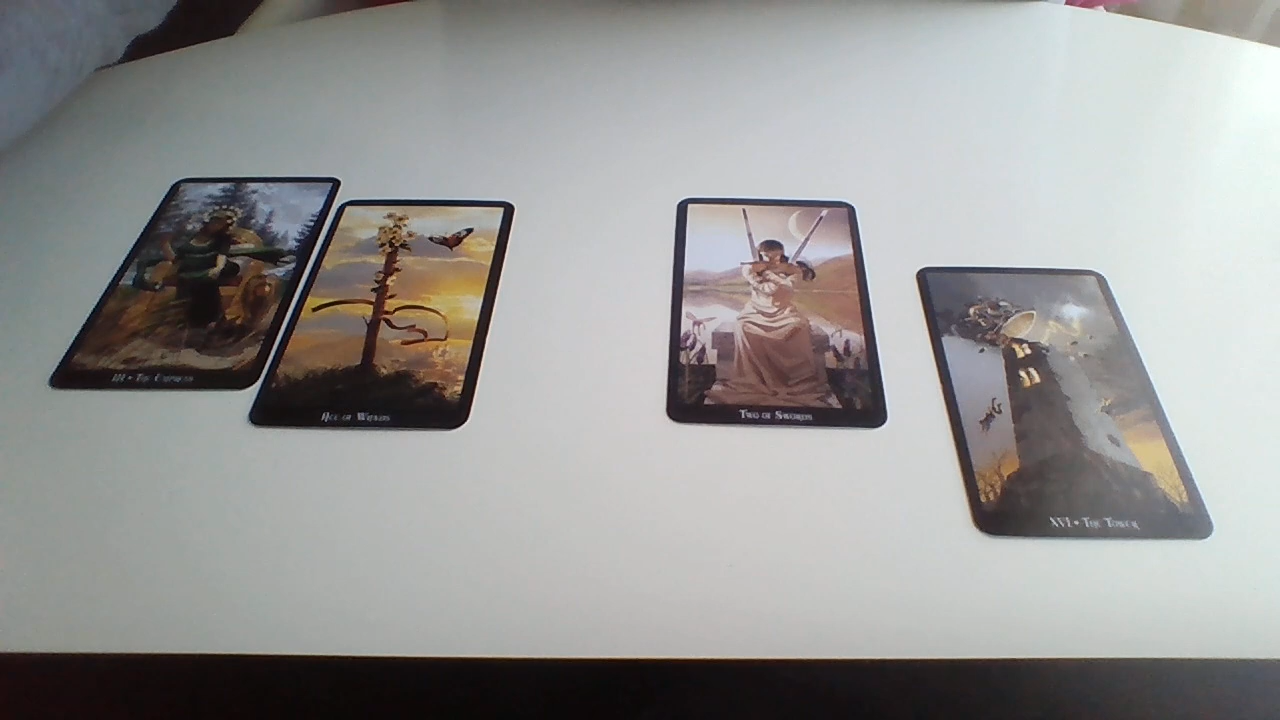 III • The Empress
Ace of Wands
Two of Swords
XVI • The Tower